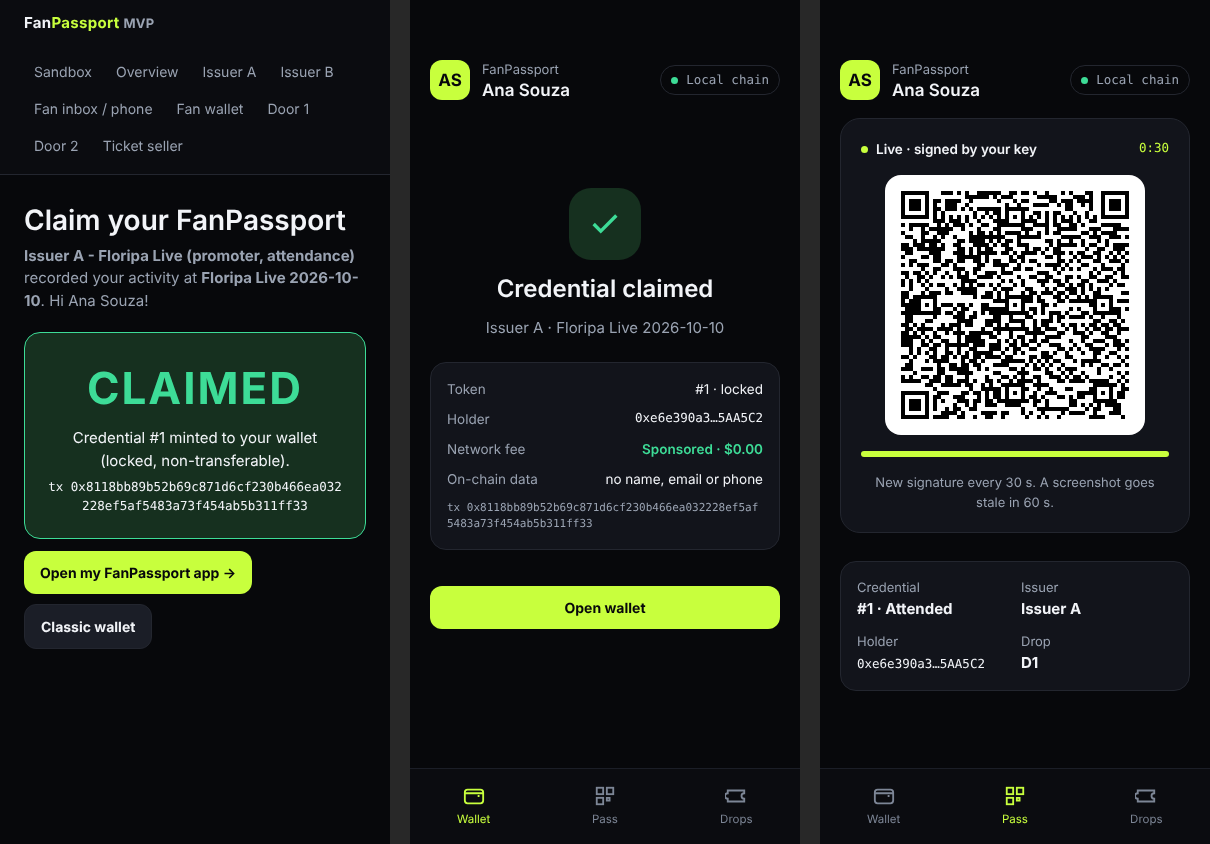 FanPassport MVP
Sandbox Overview Issuer A Issuer B
Fan inbox / phone Fan wallet Door 1
Door 2 Ticket seller
Claim your FanPassport
Issuer A - Floripa Live (promoter, attendance)
recorded your activity at Floripa Live 2026-10-
10. Hi Ana Souza!
CLAIMED
Credential #1 minted to your wallet
(locked, non-transferable).
tx 0x8118bb89b52b69c871d6cf230b466ea032
228ef5af5483a73f454ab5b311ff33
Open my FanPassport app →
Classic wallet
AS
FanPassport
Ana Souza
Local chain
Credential claimed
Issuer A · Floripa Live 2026-10-10
Token #1 · locked
Holder 0xe6e390a3…5AA5C2
Network fee Sponsored · $0.00
On-chain data no name, email or phone
tx 0x8118bb89b52b69c871d6cf230b466ea032228ef5af
5483a73f454ab5b311ff33
Open wallet
Wallet Pass Drops
AS
FanPassport
Ana Souza
Local chain
Live · signed by your key 0:30
New signature every 30 s. A screenshot goes
stale in 60 s.
Credential Issuer
#1 · Attended Issuer A
Holder Drop
0xe6e390a3…5AA5C2 D1
Wallet Pass Drops